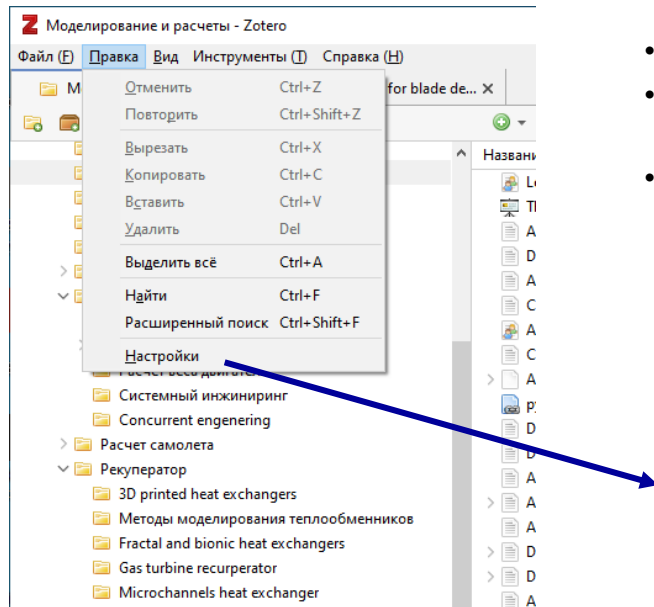 Моделирование и расчеты - Zotero
Файл (F) Правка Вид Инструменты (T) Справка (H)
for blade de... ×
Отменить Ctrl+Z
Повторить Ctrl+Shift+Z
Вырезать Ctrl+X
Копировать Ctrl+C
Вставить Ctrl+V
Удалить Del
Выделить всё Ctrl+A
Найти Ctrl+F
Расширенный поиск Ctrl+Shift+F
Настройки
Системный инжиниринг
Concurrent engenering
Расчет самолета
Рекуператор
3D printed heat exchangers
Методы моделирования теплообменников
Fractal and bionic heat exchangers
Gas turbine recurperator
Microchannels heat exchanger